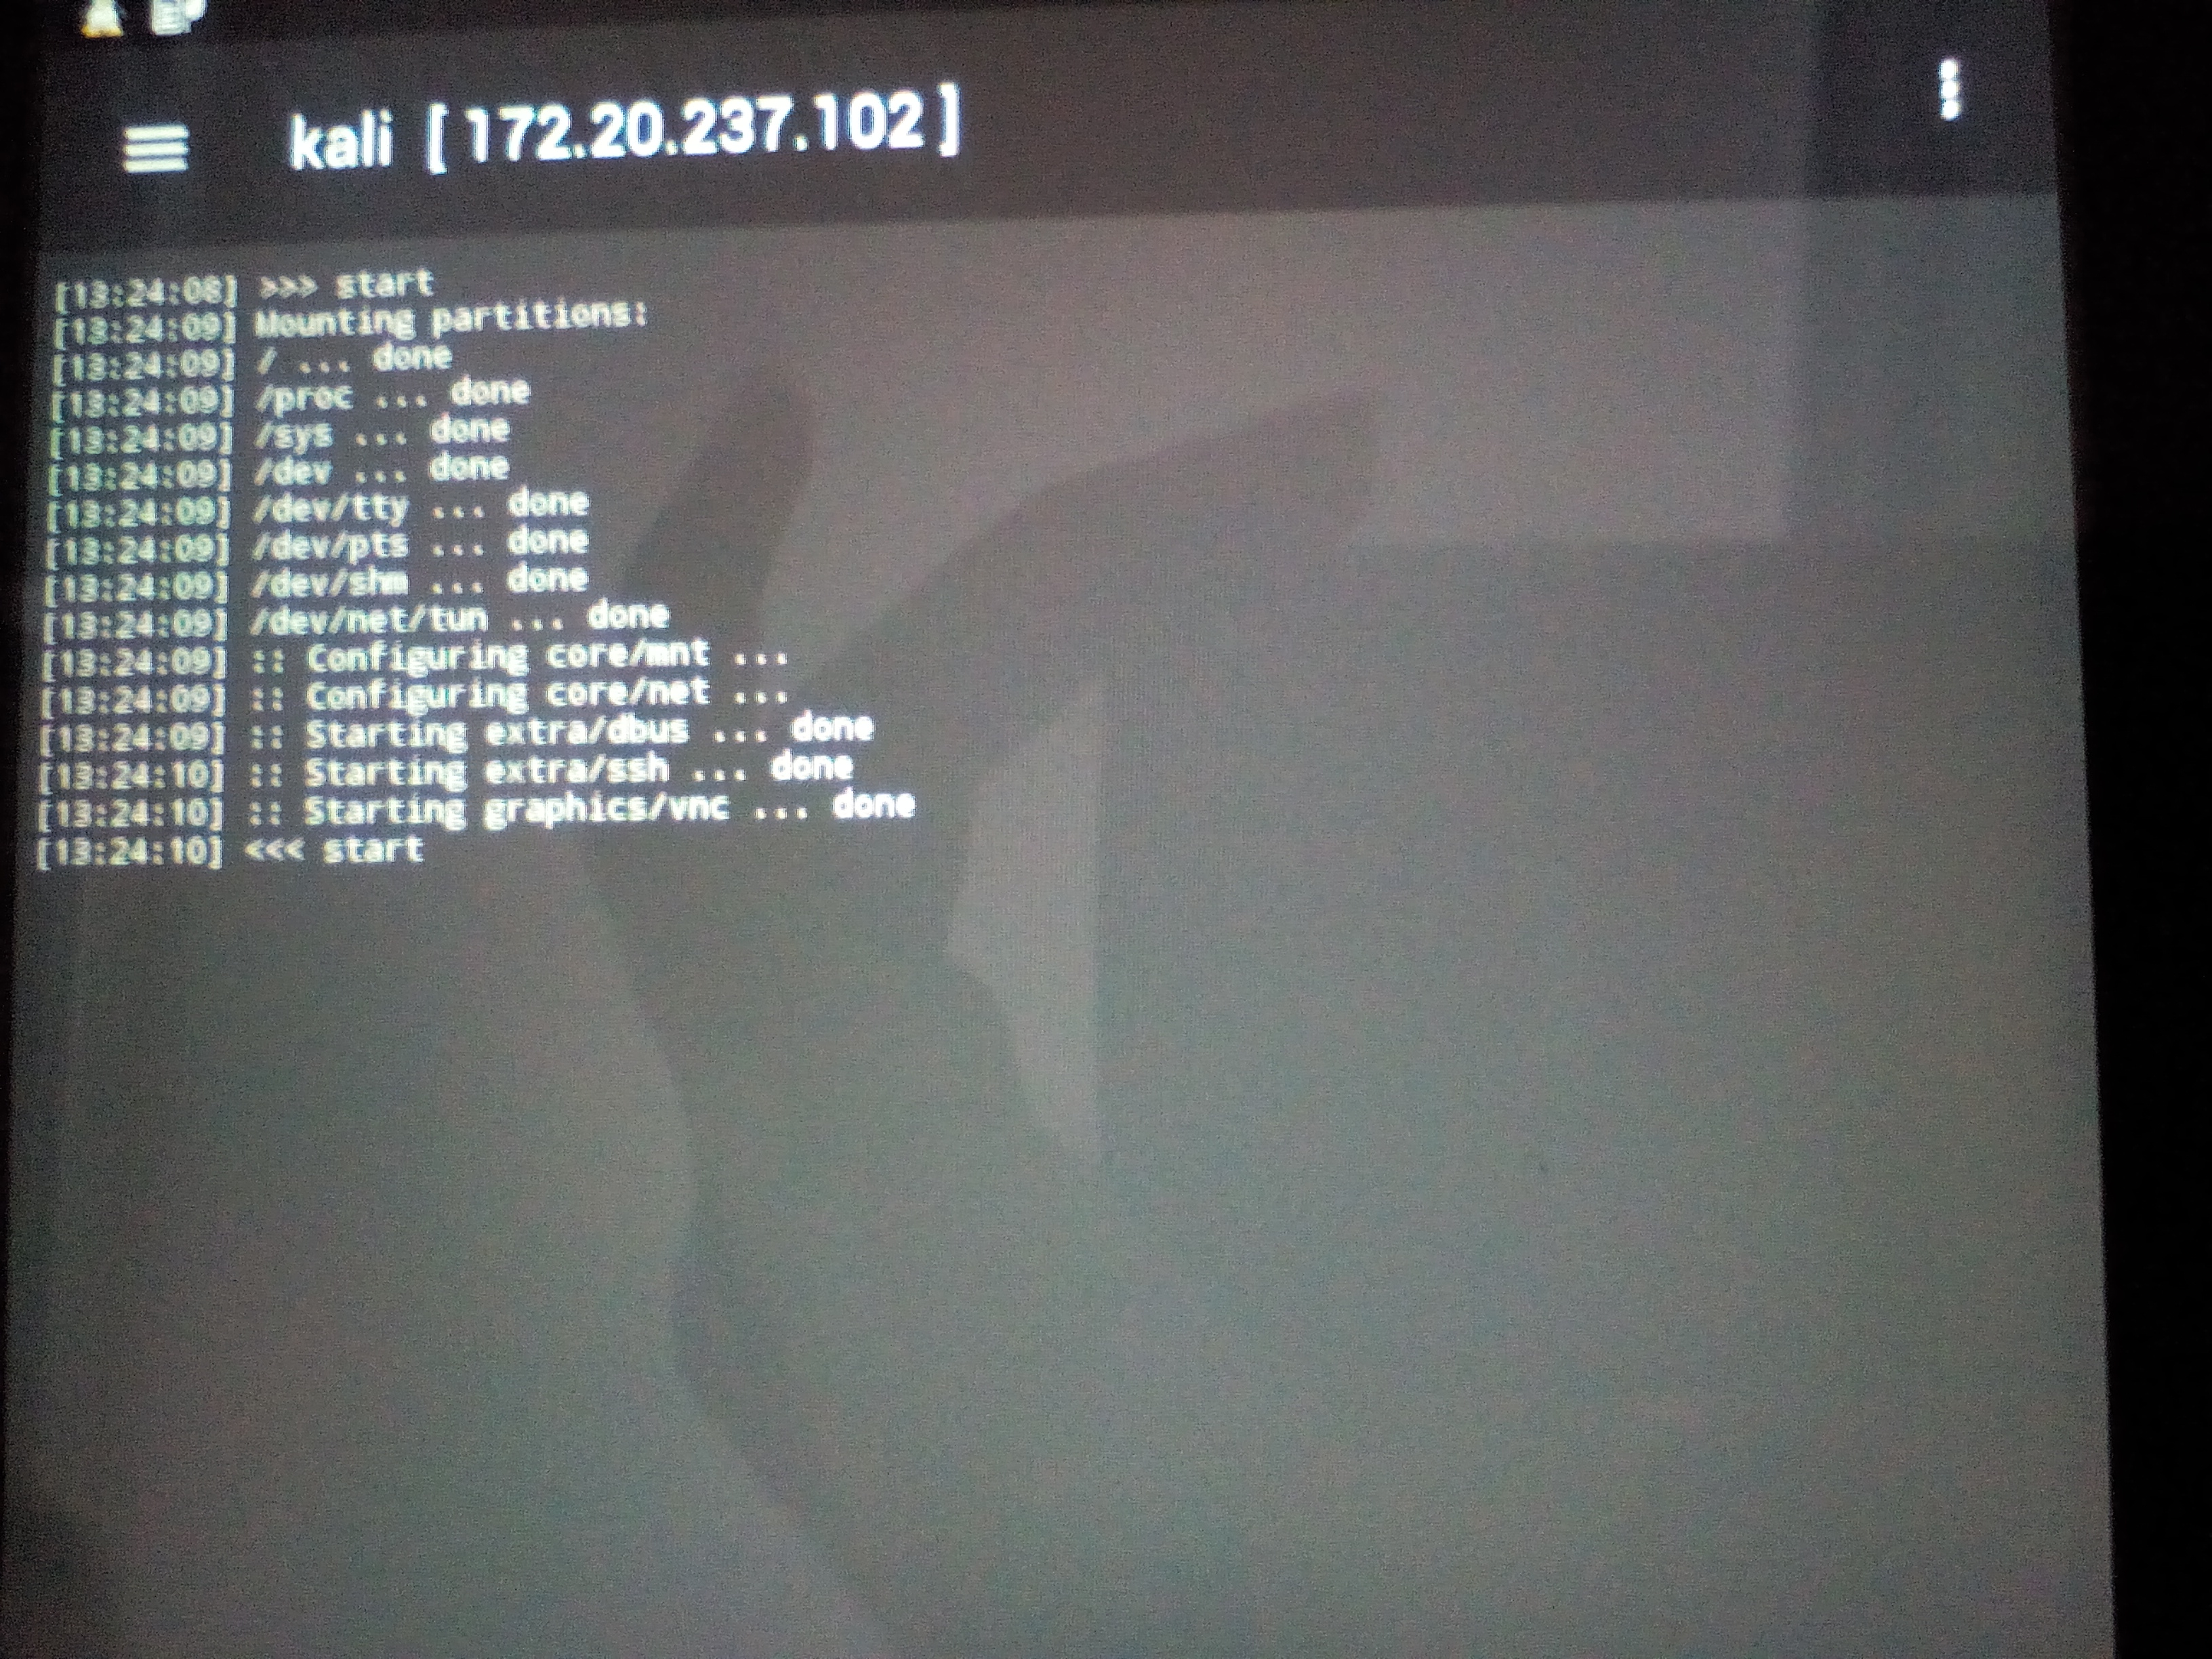 kali [ 172.20.237.102 ]
[13:24:08] >>> start
[13:24:09] Mounting partitions:
[13:24:09] / ... done
[13:24:09] /proc ... done
[13:24:09] /sys ... done
[13:24:09] /dev ... done
[13:24:09] /dev/tty ... done
[13:24:09] /dev/pts ... done
[13:24:09] /dev/shm ... done
[13:24:09] /dev/net/tun ... done
[13:24:09] :: Configuring core/mnt ...
[13:24:09] :: Configuring core/net ...
[13:24:09] :: Starting extra/dbus ... done
[13:24:10] :: Starting extra/ssh ... done
[13:24:10] :: Starting graphics/vnc ... done
[13:24:10] <<< start